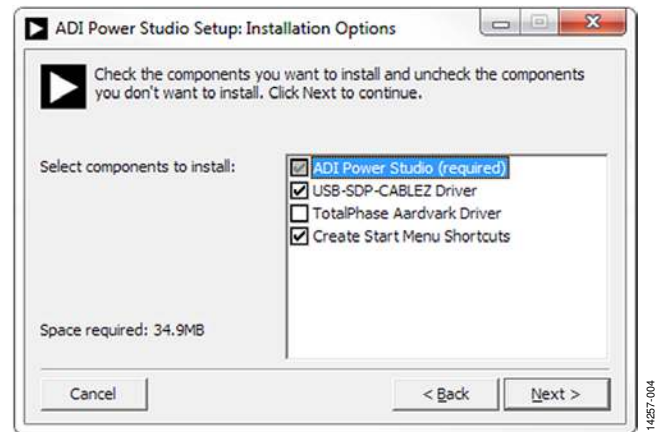 ADI Power Studio Setup: Installation Options
Check the components you want to install and uncheck the components
you don't want to install. Click Next to continue.
Select components to install:
ADI Power Studio (required)
USB-SDP-CABLEZ Driver
TotalPhase Aardvark Driver
Create Start Menu Shortcuts
Space required: 34.9MB
Cancel
< Back
Next >
14257-004